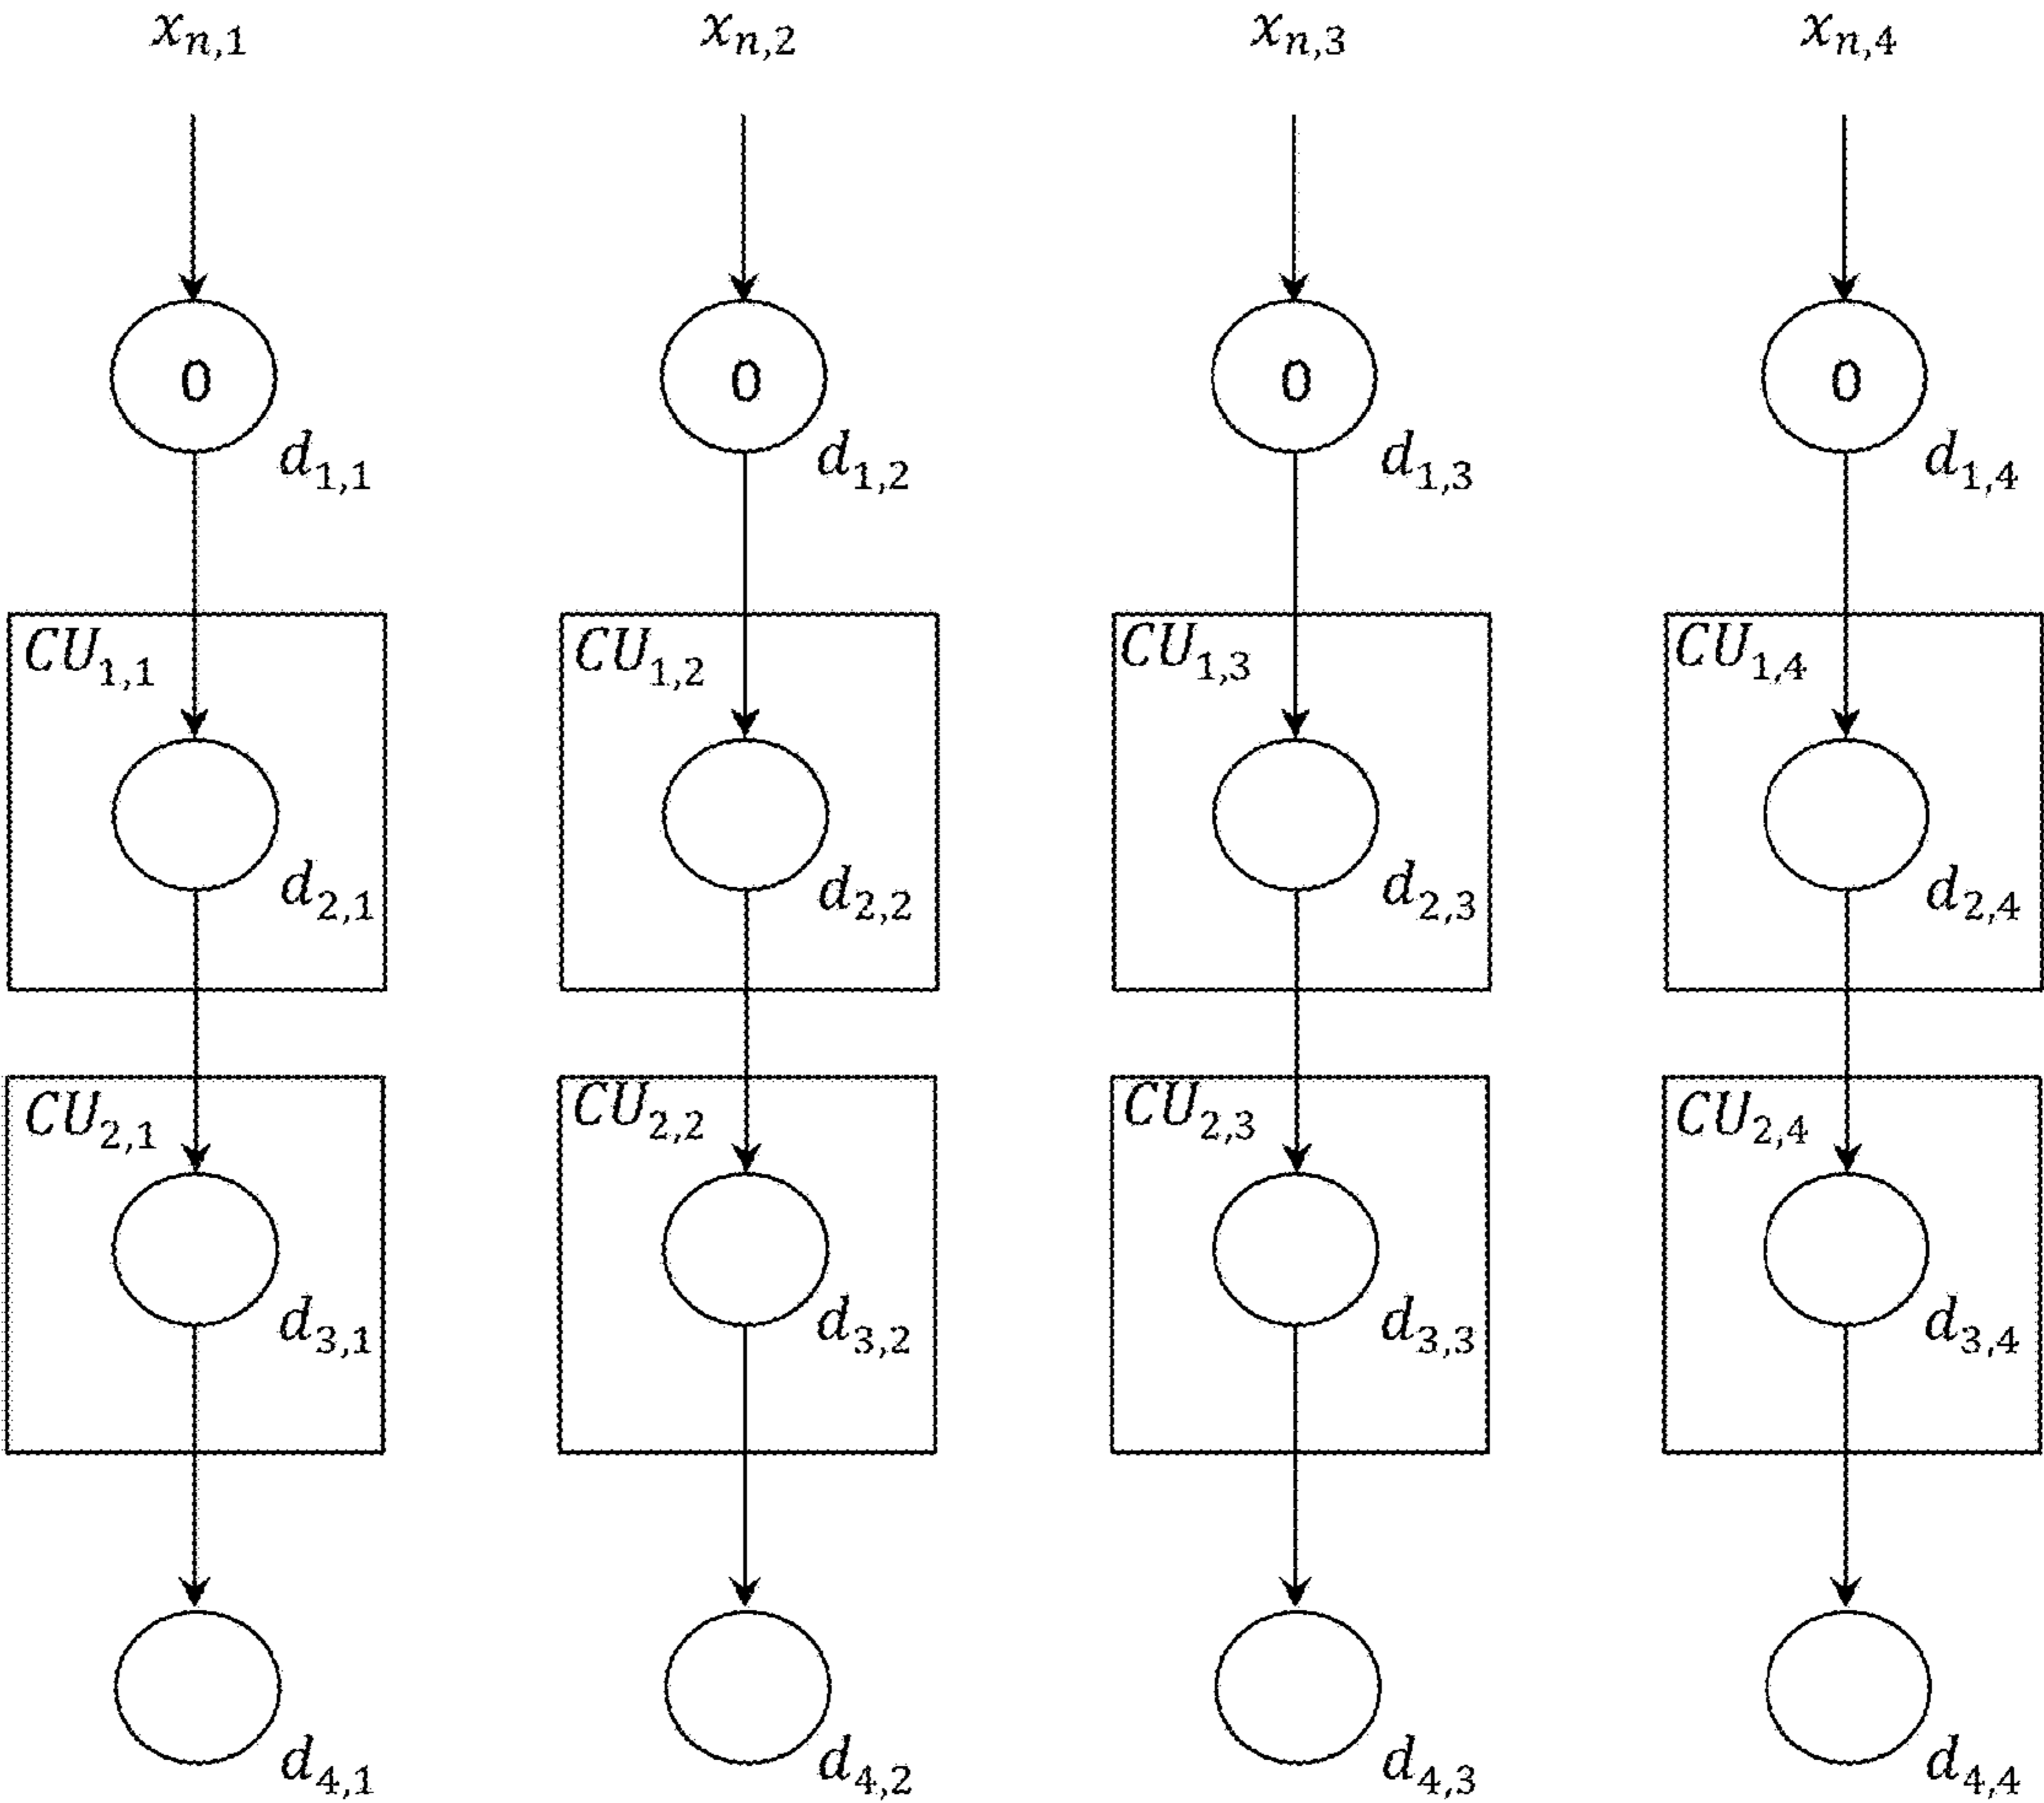 x_{n,1} x_{n,2} x_{n,3} x_{n,4}
0 0 0 0
d_{1,1} d_{1,2} d_{1,3} d_{1,4}
CU_{1,1} CU_{1,2} CU_{1,3} CU_{1,4}
d_{2,1} d_{2,2} d_{2,3} d_{2,4}
CU_{2,1} CU_{2,2} CU_{2,3} CU_{2,4}
d_{3,1} d_{3,2} d_{3,3} d_{3,4}
d_{4,1} d_{4,2} d_{4,3} d_{4,4}